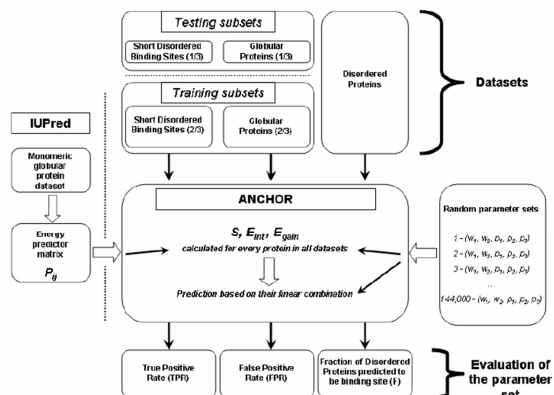 Testing subsets
Short Disordered
Binding Sites (1/3)
Globular
Proteins (1/3)
Disordered
Proteins
Datasets
Training subsets
Short Disordered
Binding Sites (2/3)
Globular
Proteins (2/3)
IUPred
Monomeric
globular
protein
dataset
Energy
predictor
matrix
Pij
ANCHOR
S, Eint, Egain
calculated for every protein in all datasets
Prediction based on their linear combination
Random parameter sets:
1 – (w1, w2, p1, p2, p3)
2 – (w1, w2, p1, p2, p3)
3 – (w1, w2, p1, p2, p3)
...
144,000 – (w1, w2, p1, p2, p3)
True Positive
Rate (TPR)
False Positive
Rate (FPR)
Fraction of Disordered
Proteins predicted to
be binding site (F)
Evaluation of
the parameter
set